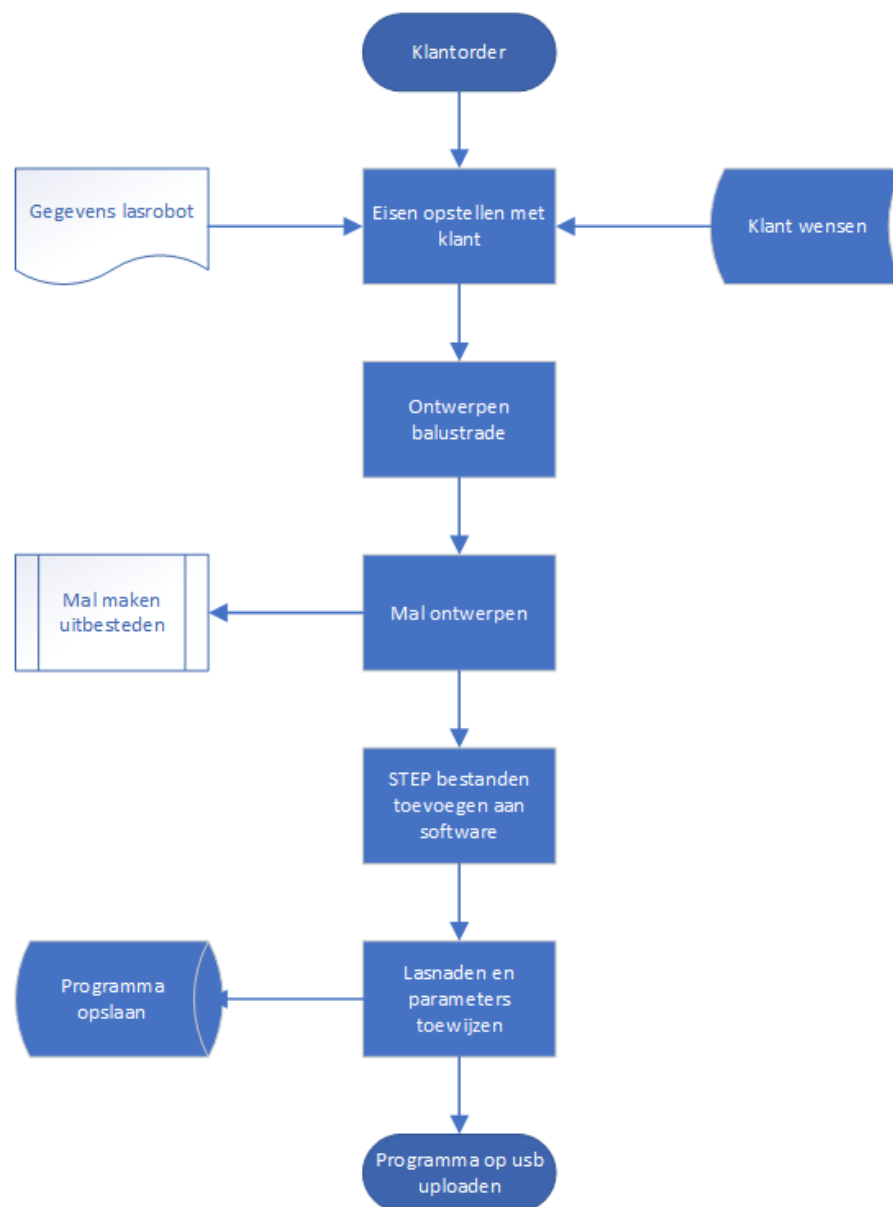 Klantorder
Gegevens lasrobot
Eisen opstellen met
klant
Klant wensen
Ontwerpen
balustrade
Mal maken
uitbesteden
Mal ontwerpen
STEP bestanden
toevoegen aan
software
Programma
opslaan
Lasnaden en
parameters
toewijzen
Programma op usb
uploaden